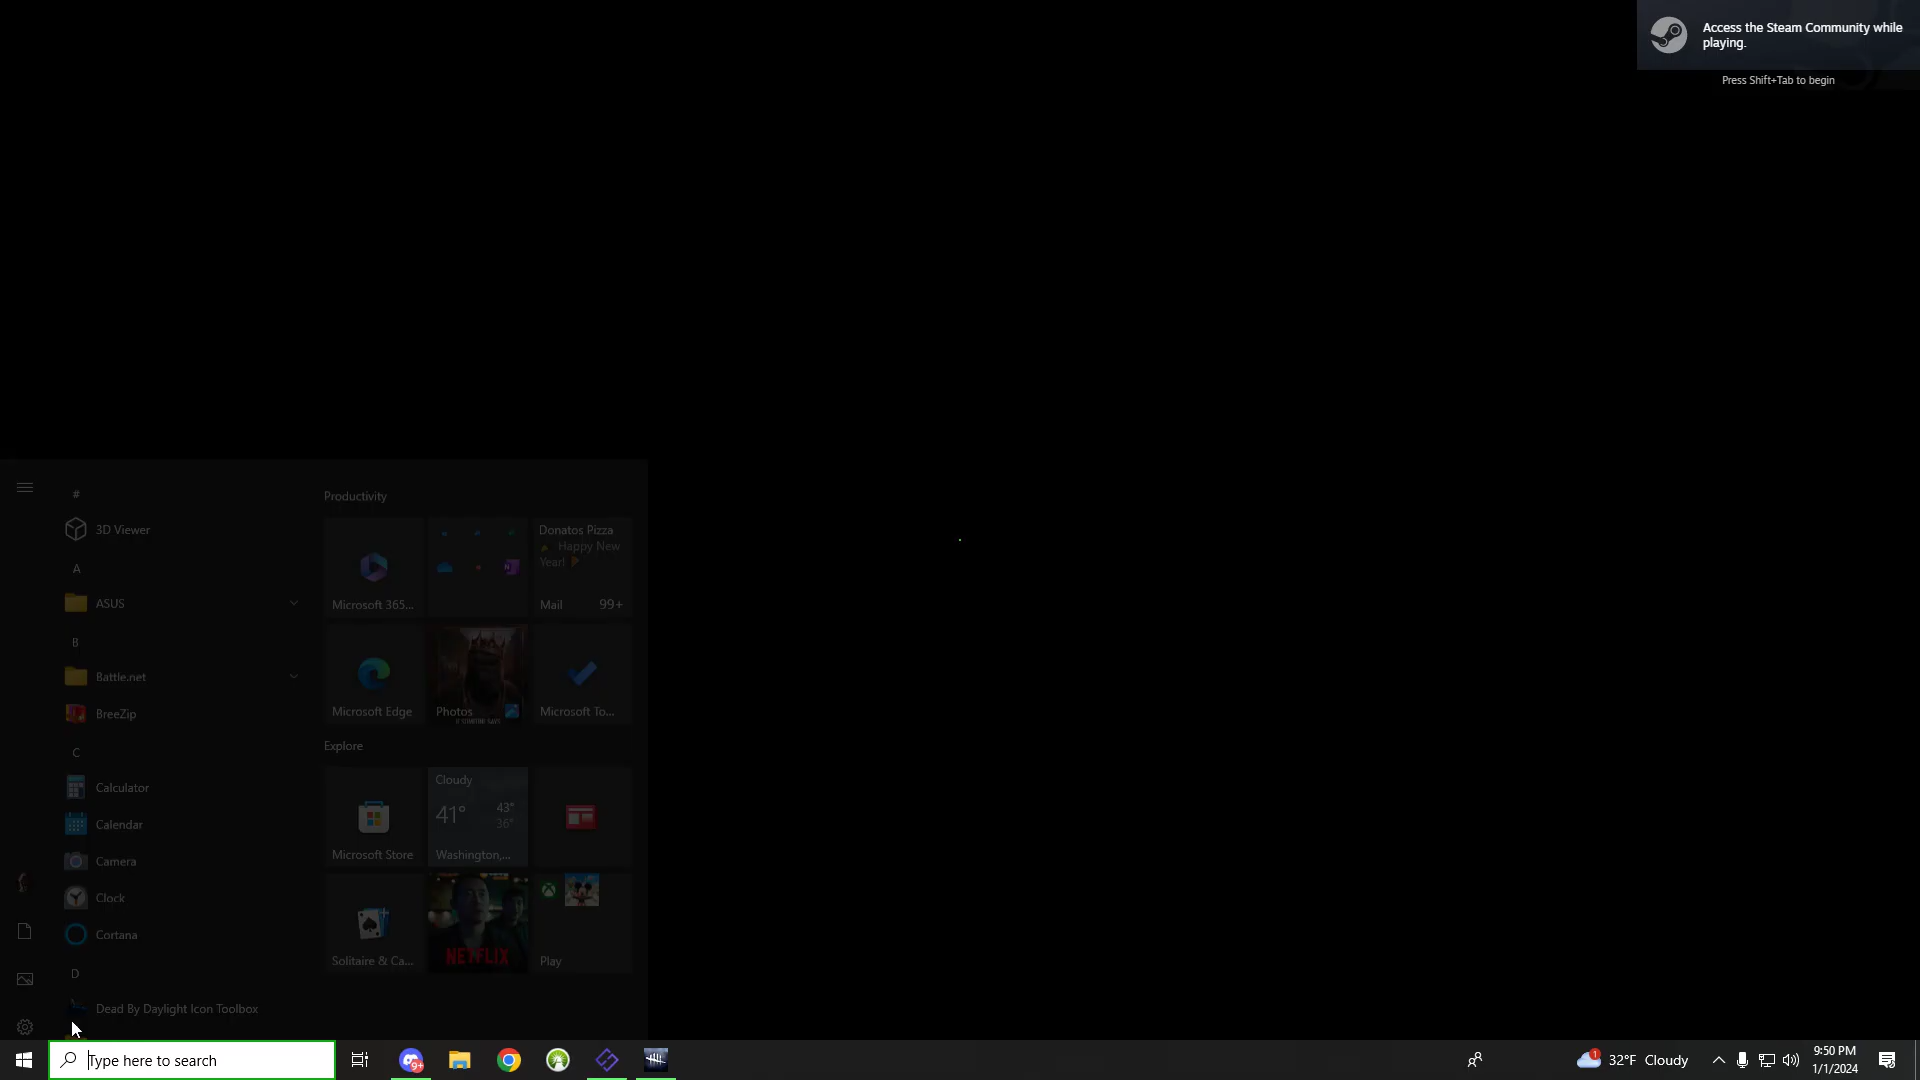 Access the Steam Community while
playing.
Press Shift+Tab to begin
#
3D Viewer
A
ASUS
B
Battle.net
BreeZip
C
Calculator
Calendar
Camera
Clock
Cortana
D
Dead By Daylight Icon Toolbox
Productivity
Microsoft 365...
Donatos Pizza
Happy New
Year!
Mail 99+
Microsoft Edge
Photos
Microsoft To...
Explore
Microsoft Store
Cloudy
41° 43°
36°
Washington,...
Solitaire & Ca...
NETFLIX
Play
Type here to search
9+
1
32°F Cloudy
9:50 PM
1/1/2024